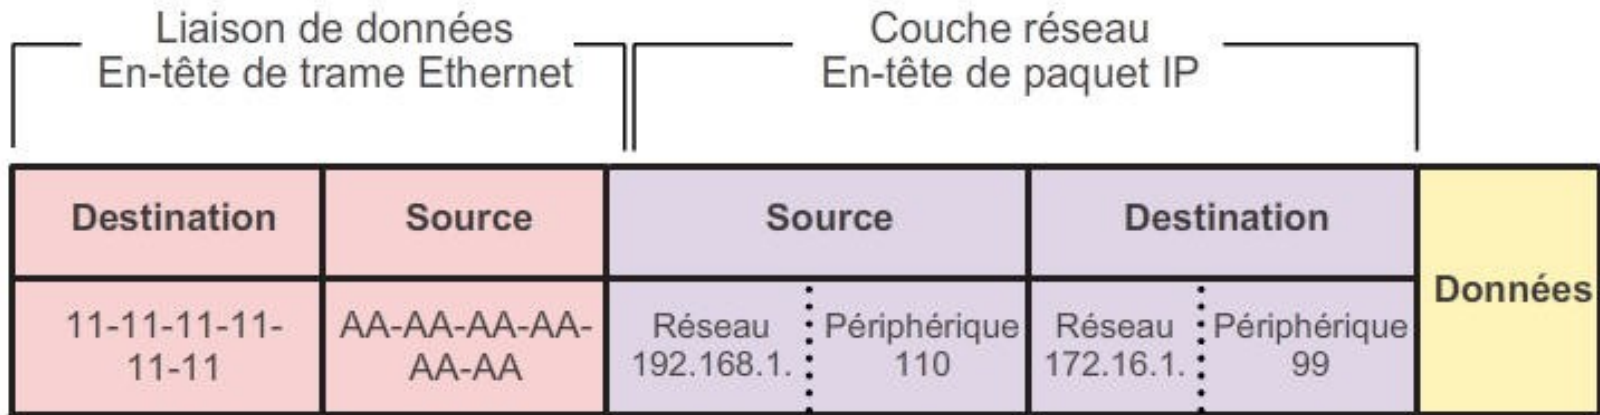 Liaison de données
En-tête de trame Ethernet
Couche réseau
En-tête de paquet IP
Destination
Source
Source
Destination
Données
11-11-11-11-
11-11
AA-AA-AA-AA-
AA-AA
Réseau
192.168.1.
Périphérique
110
Réseau
172.16.1.
Périphérique
99